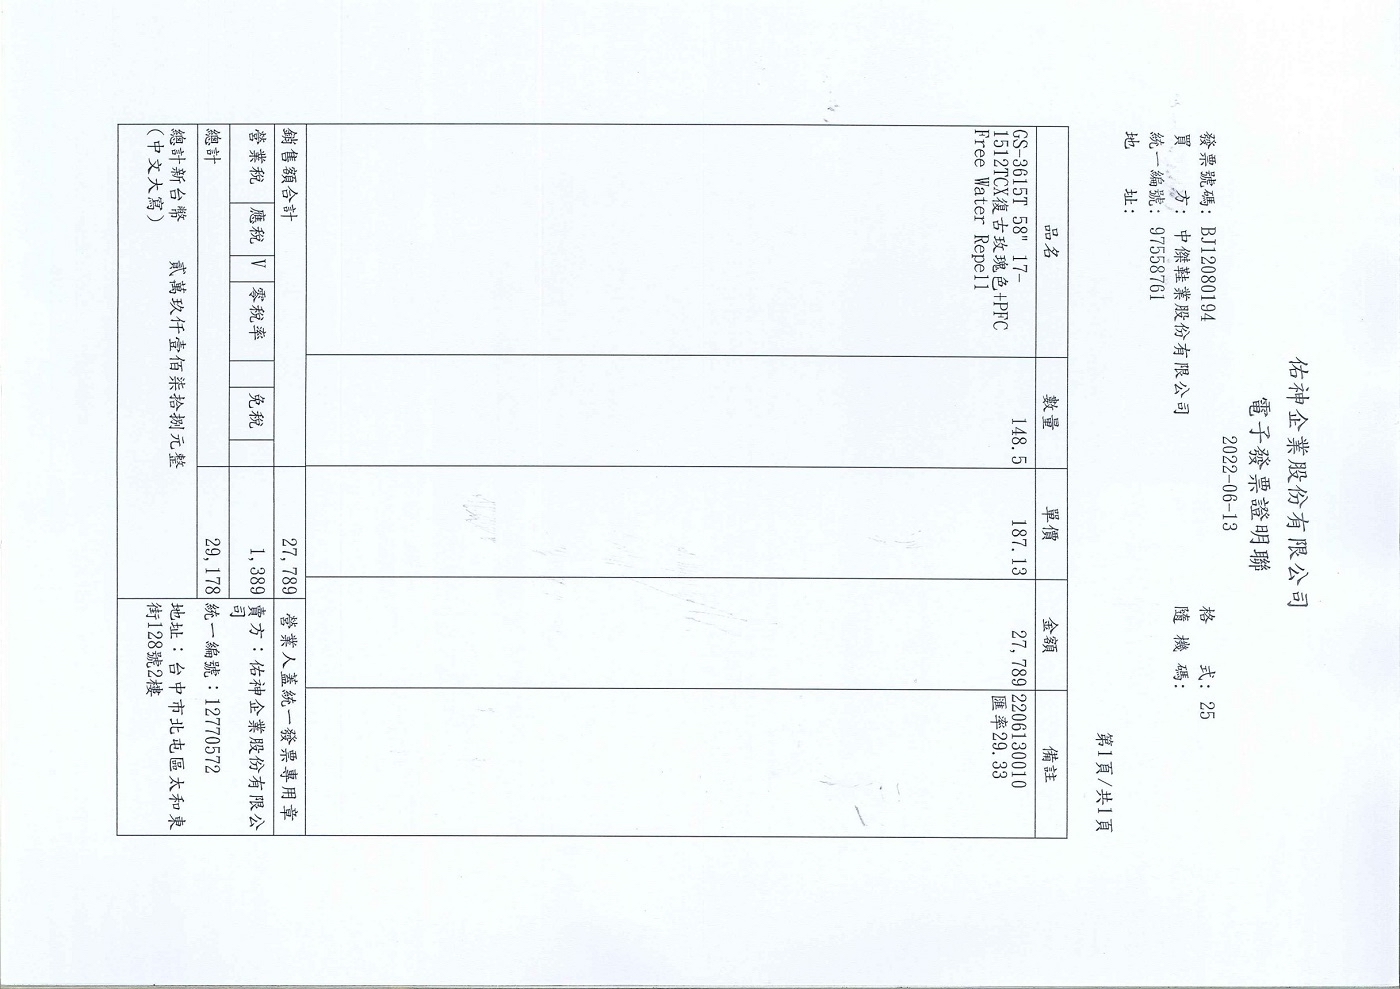 佑神企業股份有限公司
電子發票證明聯
2022-06-13
發票號碼: BJ12080194
格 式: 25
買 方: 中傑鞋業股份有限公司
隨 機 碼:
統一編號: 97558761
地 址:
第1頁/共1頁
品名 數量 單價 金額 備註
GS-3615T 58" 17- 148.5 187.13 27,789 2206130010
1512TCX復古玫瑰色+PFC 匯率29.33
Free Water Repell
銷售額合計 27,789 營業人蓋統一發票專用章
營業稅 應稅 V 零稅率 免稅 1,389 賣方：佑神企業股份有限公
司
總計 29,178 統一編號：12770572
總計新台幣 貳萬玖仟壹佰柒拾捌元整 地址：台中市北屯區太和東
(中文大寫) 街128號2樓